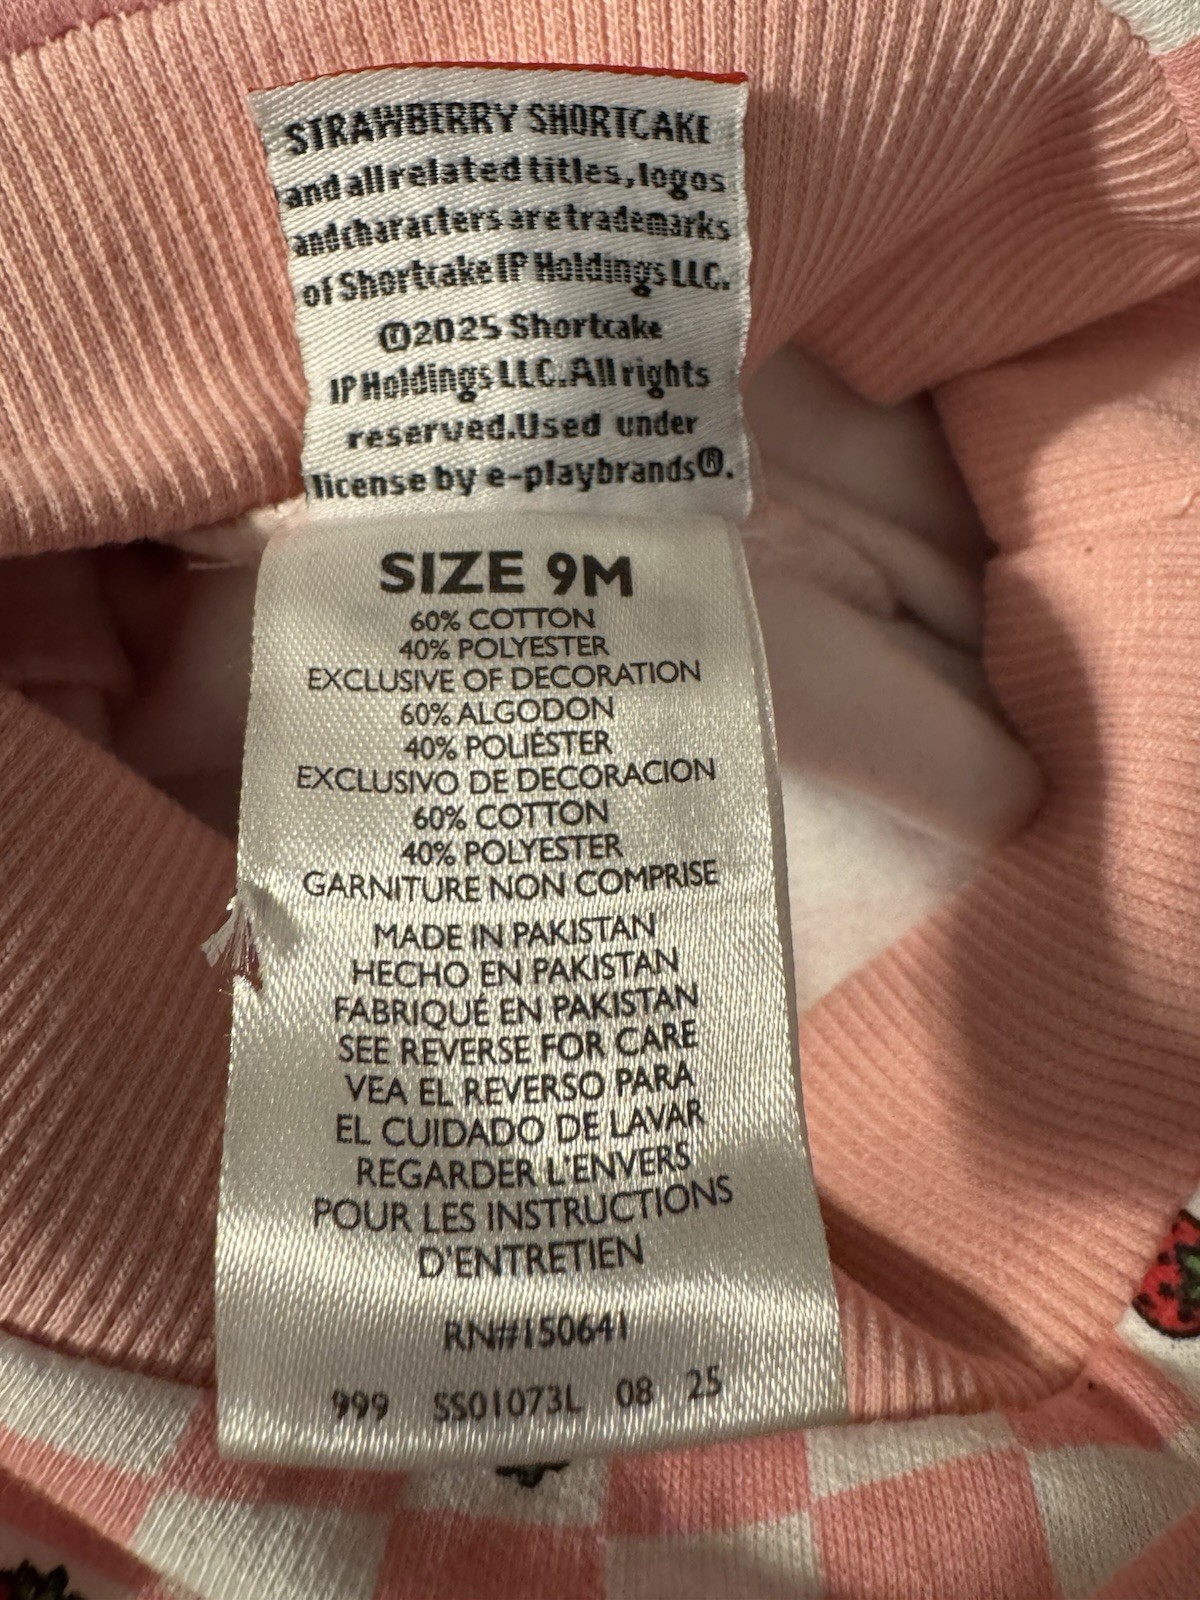 STRAWBERRY SHORTCAKE
and all related titles, logos
and characters are trademarks
of Shortcake IP Holdings LLC.
©2025 Shortcake
IP Holdings LLC. All rights
reserved. Used under
license by e-playbrands®.
SIZE 9M
60% COTTON
40% POLYESTER
EXCLUSIVE OF DECORATION
60% ALGODON
40% POLIÉSTER
EXCLUSIVO DE DECORACION
60% COTTON
40% POLYESTER
GARNITURE NON COMPRISE
MADE IN PAKISTAN
HECHO EN PAKISTAN
FABRIQUÉ EN PAKISTAN
SEE REVERSE FOR CARE
VEA EL REVERSO PARA
EL CUIDADO DE LAVAR
REGARDER L'ENVERS
POUR LES INSTRUCTIONS
D'ENTRETIEN
RN#150641
999 SS01073L 08 25